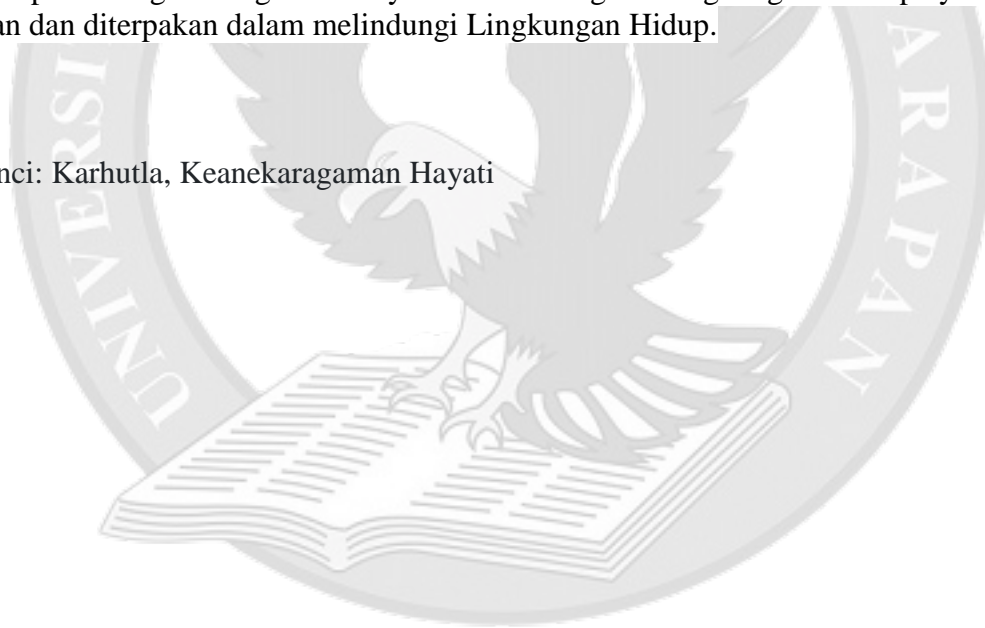 an dan diterpakan dalam melindungi Lingkungan Hidup.
nci: Karhutla, Keanekaragaman Hayati
UNIVERSI
ARAPAN